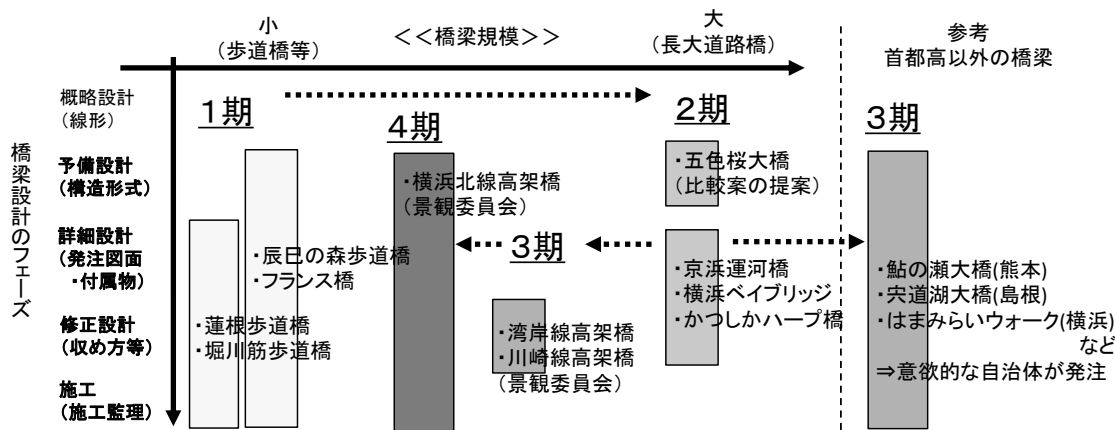 小
(歩道橋等)
<<橋梁規模>>
大
(長大道路橋)
参考
首都高以外の橋梁
橋梁設計のフェーズ
概略設計
(線形)
予備設計
(構造形式)
詳細設計
(発注図面
・付属物)
修正設計
(収め方等)
施工
(施工監理)
1期
・辰巳の森歩道橋
・フランス橋
・蓮根歩道橋
・堀川筋歩道橋
4期
・横浜北線高架橋
(景観委員会)
3期
・湾岸線高架橋
・川崎線高架橋
(景観委員会)
2期
・五色桜大橋
(比較案の提案)
・京浜運河橋
・横浜ベイブリッジ
・かつしかハープ橋
3期
・鮎の瀬大橋(熊本)
・宍道湖大橋(島根)
・はまみらいウォーク(横浜)
など
⇒意欲的な自治体が発注